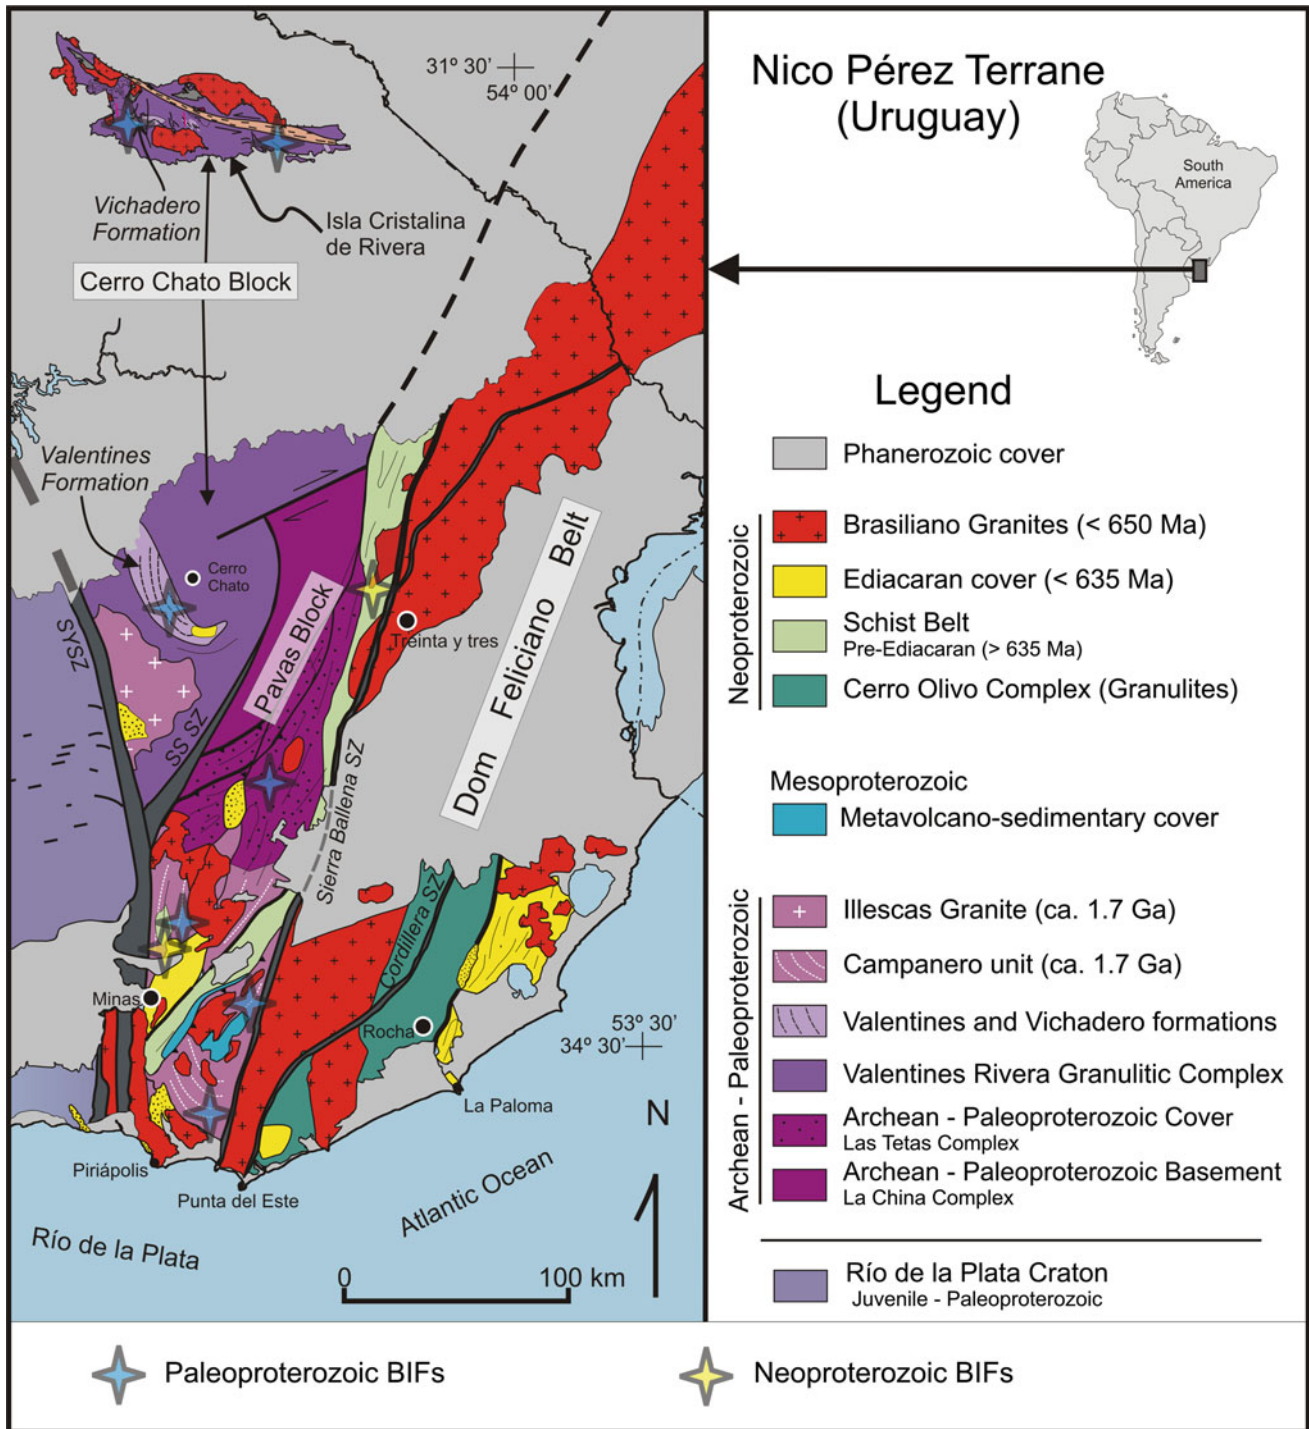 Nico Pérez Terrane
(Uruguay)
South
America
31º 30'
54º 00'
Vichadero
Formation
Isla Cristalina
de Rivera
Cerro Chato Block
Valentines
Formation
Cerro
Chato
SYSZ
SS SZ
Pavas Block
Treinta y tres
Dom Feliciano Belt
Sierra Ballena SZ
Cordillera SZ
Minas
Rocha
53º 30'
34º 30'
La Paloma
Piriápolis
Punta del Este
Atlantic Ocean
Río de la Plata
N
0
100 km
Legend
Phanerozoic cover
Neoproterozoic
Brasiliano Granites (< 650 Ma)
Ediacaran cover (< 635 Ma)
Schist Belt
Pre-Ediacaran (> 635 Ma)
Cerro Olivo Complex (Granulites)
Mesoproterozoic
Metavolcano-sedimentary cover
Archean - Paleoproterozoic
Illescas Granite (ca. 1.7 Ga)
Campanero unit (ca. 1.7 Ga)
Valentines and Vichadero formations
Valentines Rivera Granulitic Complex
Archean - Paleoproterozoic Cover
Las Tetas Complex
Archean - Paleoproterozoic Basement
La China Complex
Río de la Plata Craton
Juvenile - Paleoproterozoic
Paleoproterozoic BIFs
Neoproterozoic BIFs